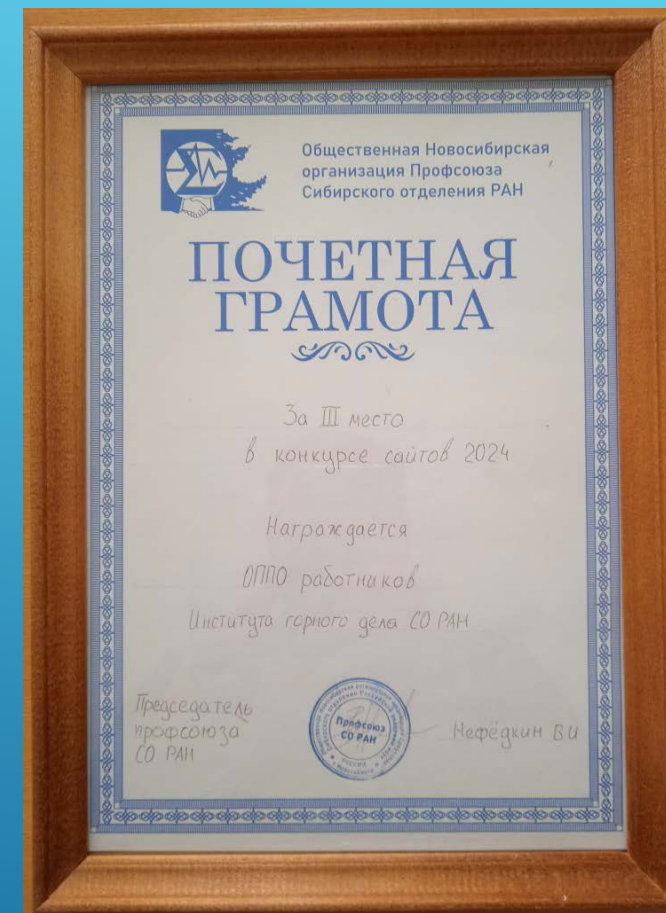 Общественная Новосибирская
организация Профсоюза
Сибирского отделения РАН
ПОЧЕТНАЯ
ГРАМОТА
За III место
в конкурсе сайтов 2024
Награждается
ОППО работников
Института горного дела СО РАН
Председатель
профсоюза
СО РАН
Профсоюз
СО РАН
Нефёдкин ВИ